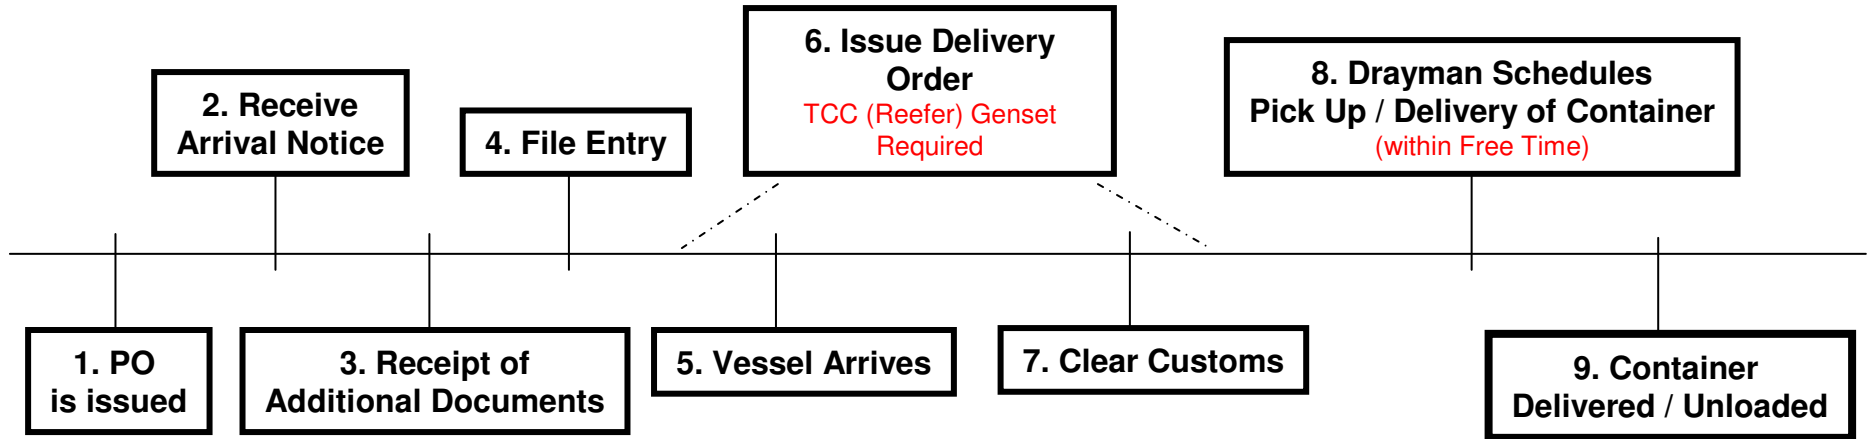 1. PO
is issued
2. Receive
Arrival Notice
3. Receipt of
Additional Documents
4. File Entry
5. Vessel Arrives
6. Issue Delivery
Order
TCC (Reefer) Genset
Required
7. Clear Customs
8. Drayman Schedules
Pick Up / Delivery of Container
(within Free Time)
9. Container
Delivered / Unloaded